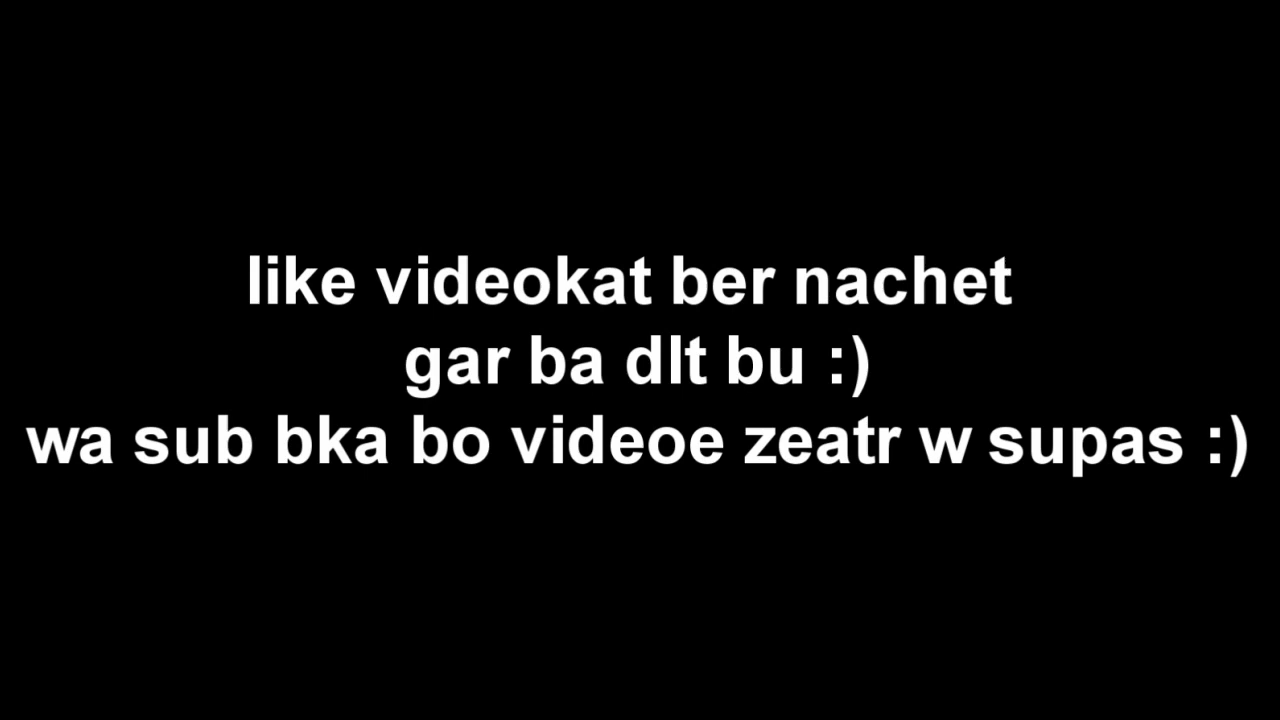 like videokat ber nachet
gar ba dlt bu :)
wa sub bka bo videoe zeatr w supas :)